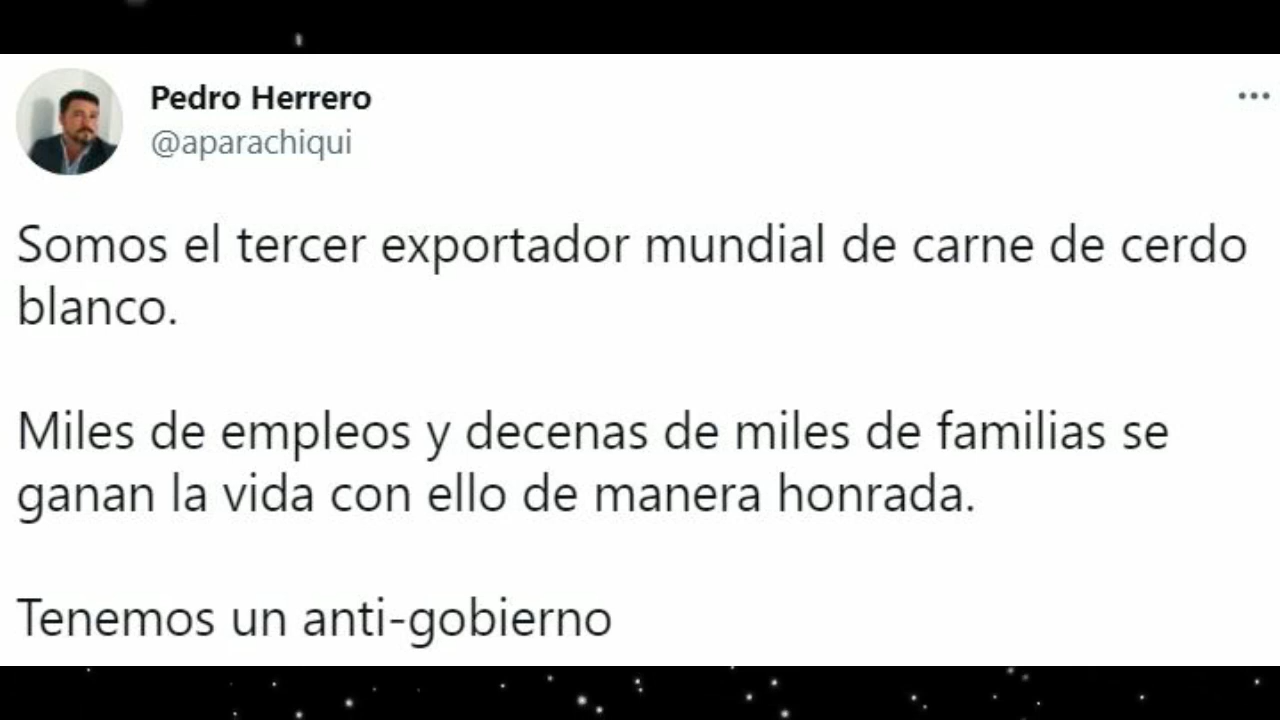 Pedro Herrero
@aparachiqui
Somos el tercer exportador mundial de carne de cerdo
blanco.
Miles de empleos y decenas de miles de familias se
ganan la vida con ello de manera honrada.
Tenemos un anti-gobierno